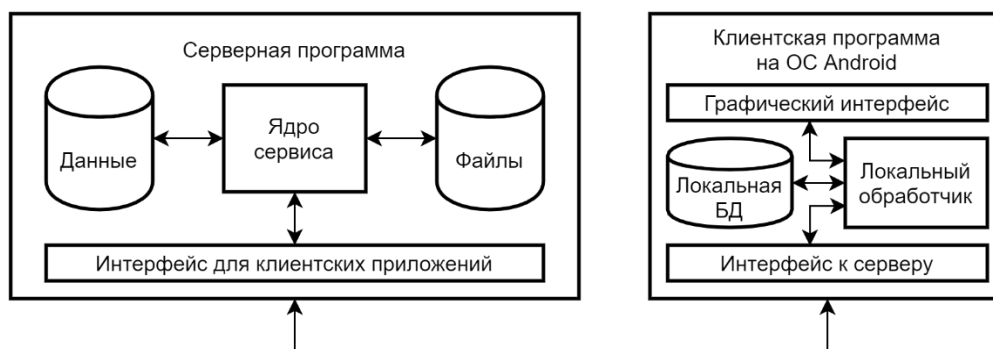 Серверная программа
Данные
Ядро
сервиса
Файлы
Интерфейс для клиентских приложений
Клиентская программа
на ОС Android
Графический интерфейс
Локальная
БД
Локальный
обработчик
Интерфейс к серверу